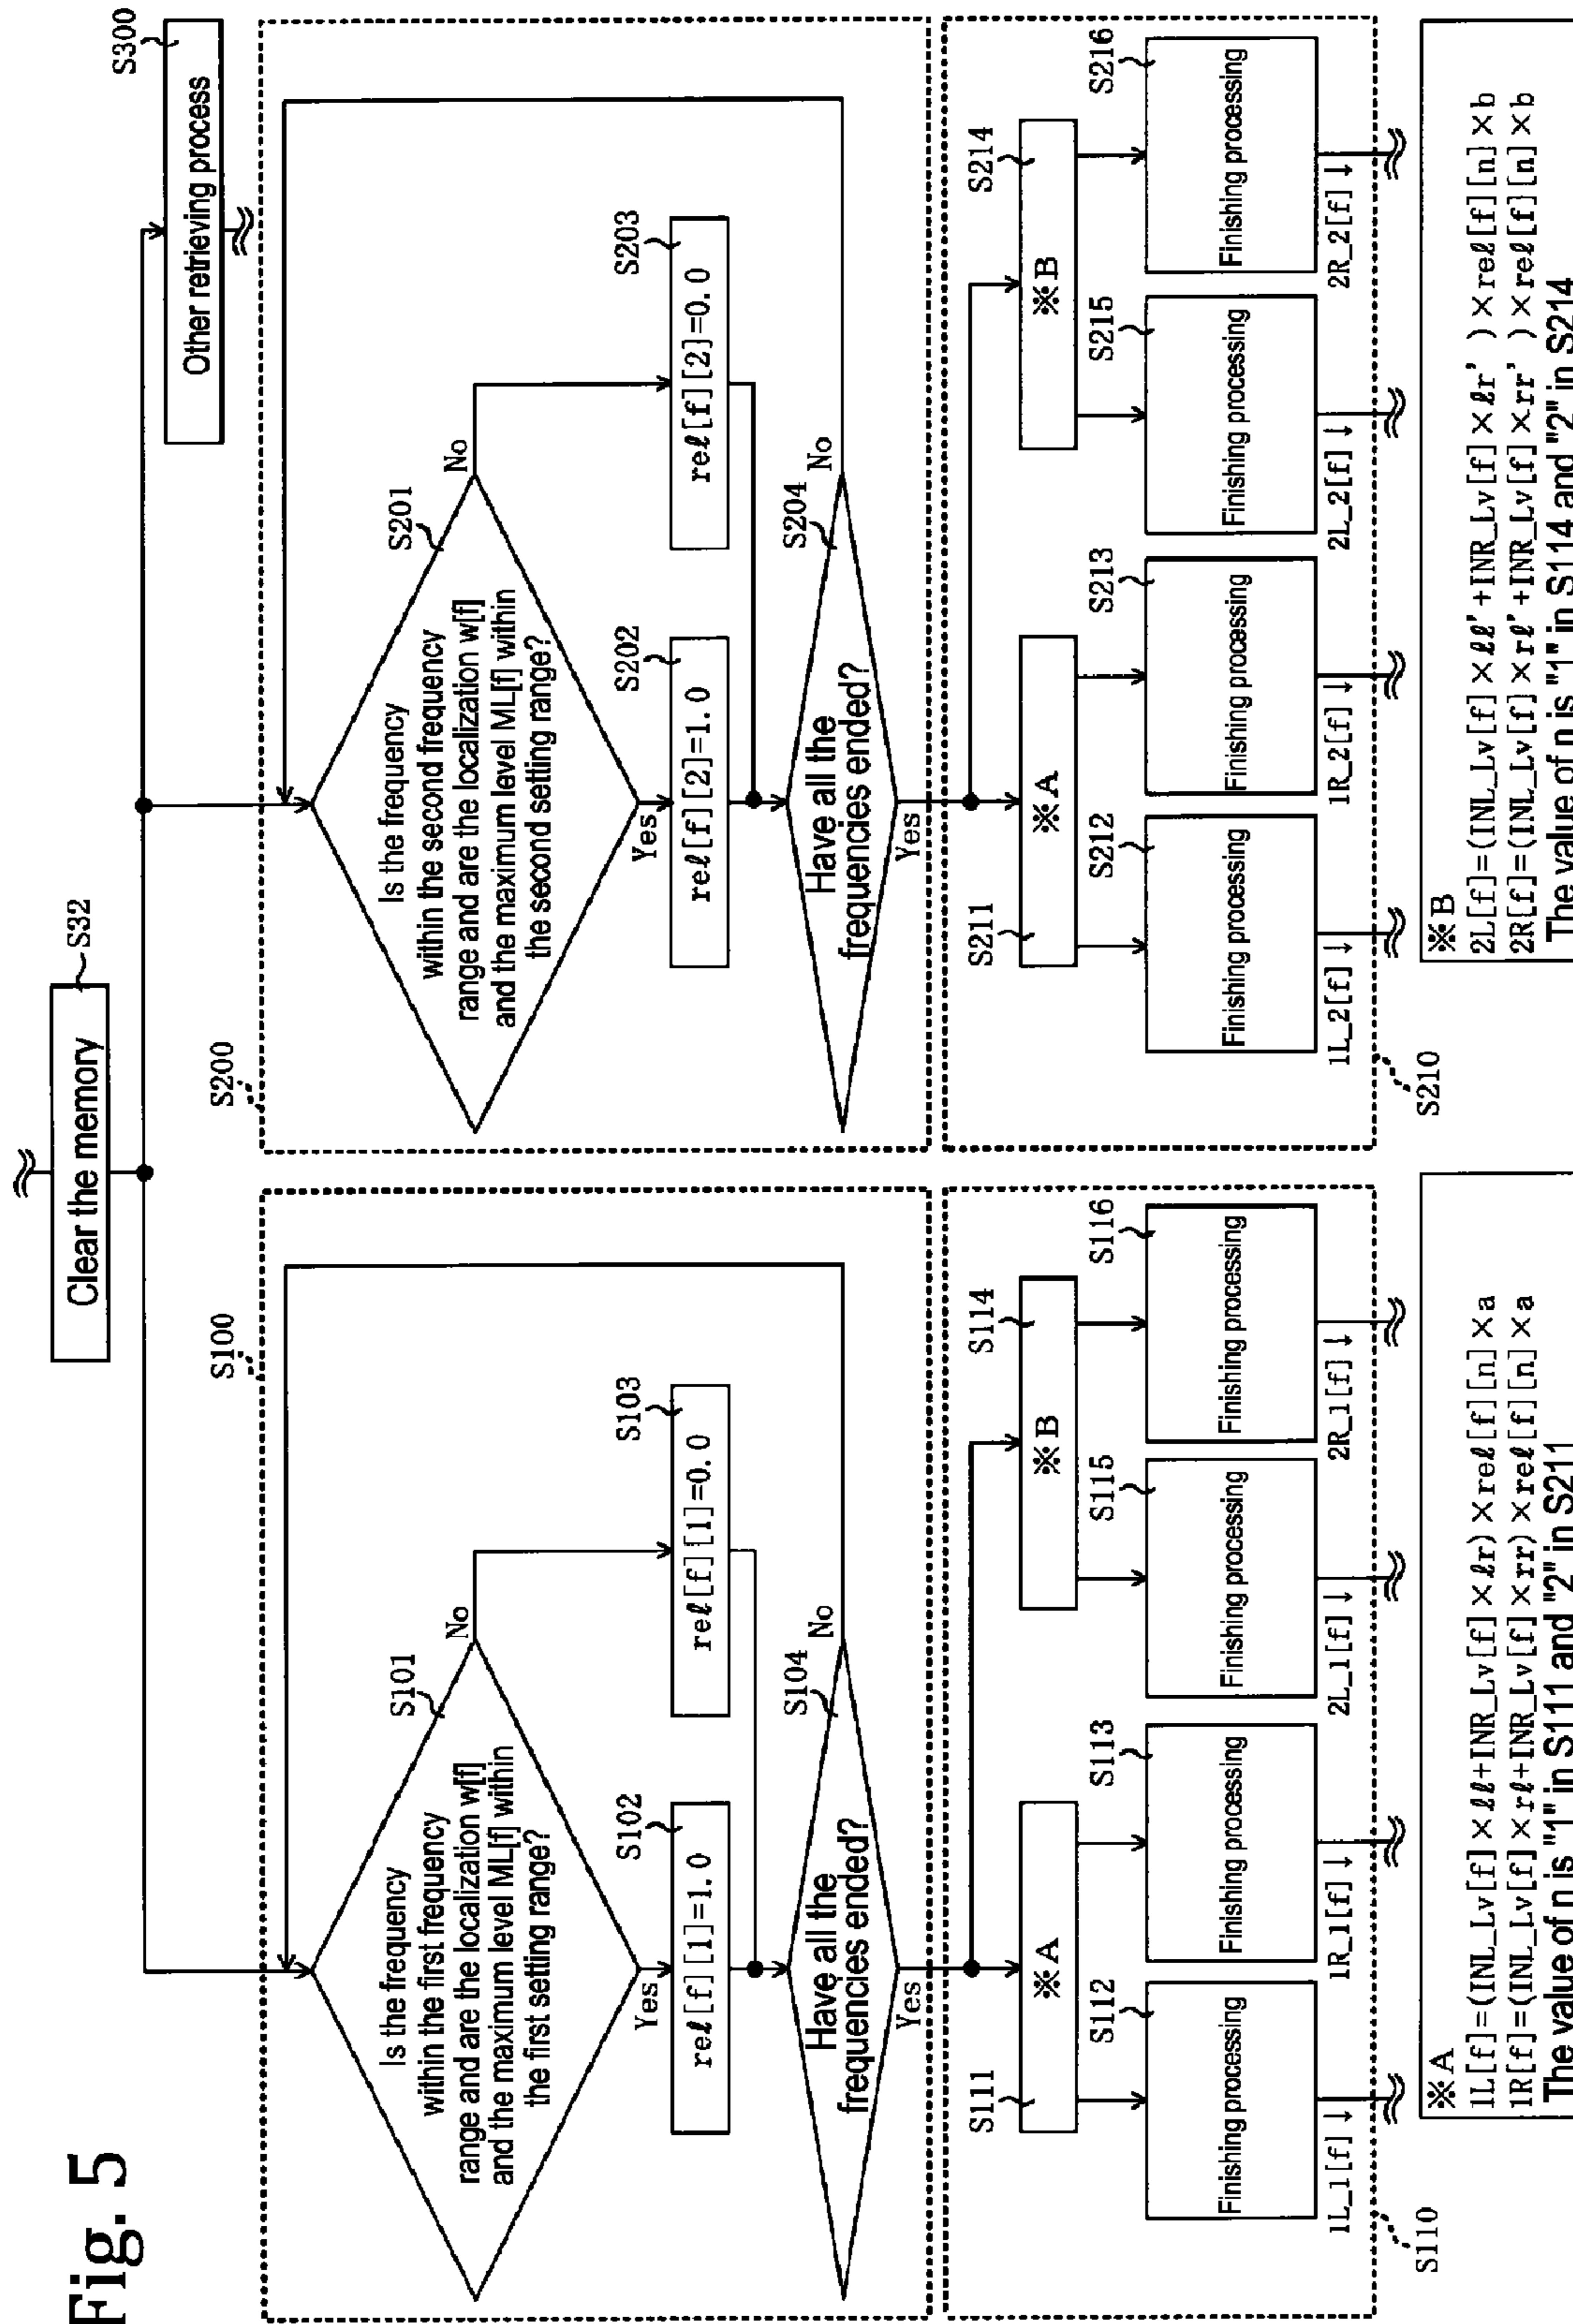 Fig. 5
Clear the memory
S32
S300
Other retrieving process
S100
S101
Is the frequency
within the first frequency
range and are the localization w[f]
and the maximum level ML[f] within
the first setting range?
No
Yes
S102
reℓ[f][1]=1.0
S103
reℓ[f][1]=0.0
S104
Have all the
frequencies ended?
No
Yes
S200
S201
Is the frequency
within the second frequency
range and are the localization w[f]
and the maximum level ML[f] within
the second setting range?
No
Yes
S202
reℓ[f][2]=1.0
S203
reℓ[f][2]=0.0
S204
Have all the
frequencies ended?
No
Yes
S110
S111
※A
S114
※B
S112
Finishing processing
S113
Finishing processing
S115
Finishing processing
S116
Finishing processing
1L_1[f]↓
1R_1[f]↓
2L_1[f]↓
2R_1[f]↓
S210
S211
※A
S214
※B
S212
Finishing processing
S213
Finishing processing
S215
Finishing processing
S216
Finishing processing
1L_2[f]↓
1R_2[f]↓
2L_2[f]↓
2R_2[f]↓
※A
1L[f]=(INL_Lv[f]×ℓℓ+INR_Lv[f]×ℓr)×reℓ[f][n]×a
1R[f]=(INL_Lv[f]×rℓ+INR_Lv[f]×rr)×reℓ[f][n]×a
The value of n is "1" in S111 and "2" in S211
※B
2L[f]=(INL_Lv[f]×ℓℓ'+INR_Lv[f]×ℓr' )×reℓ[f][n]×b
2R[f]=(INL_Lv[f]×rℓ'+INR_Lv[f]×rr' )×reℓ[f][n]×b
The value of n is "1" in S114 and "2" in S214